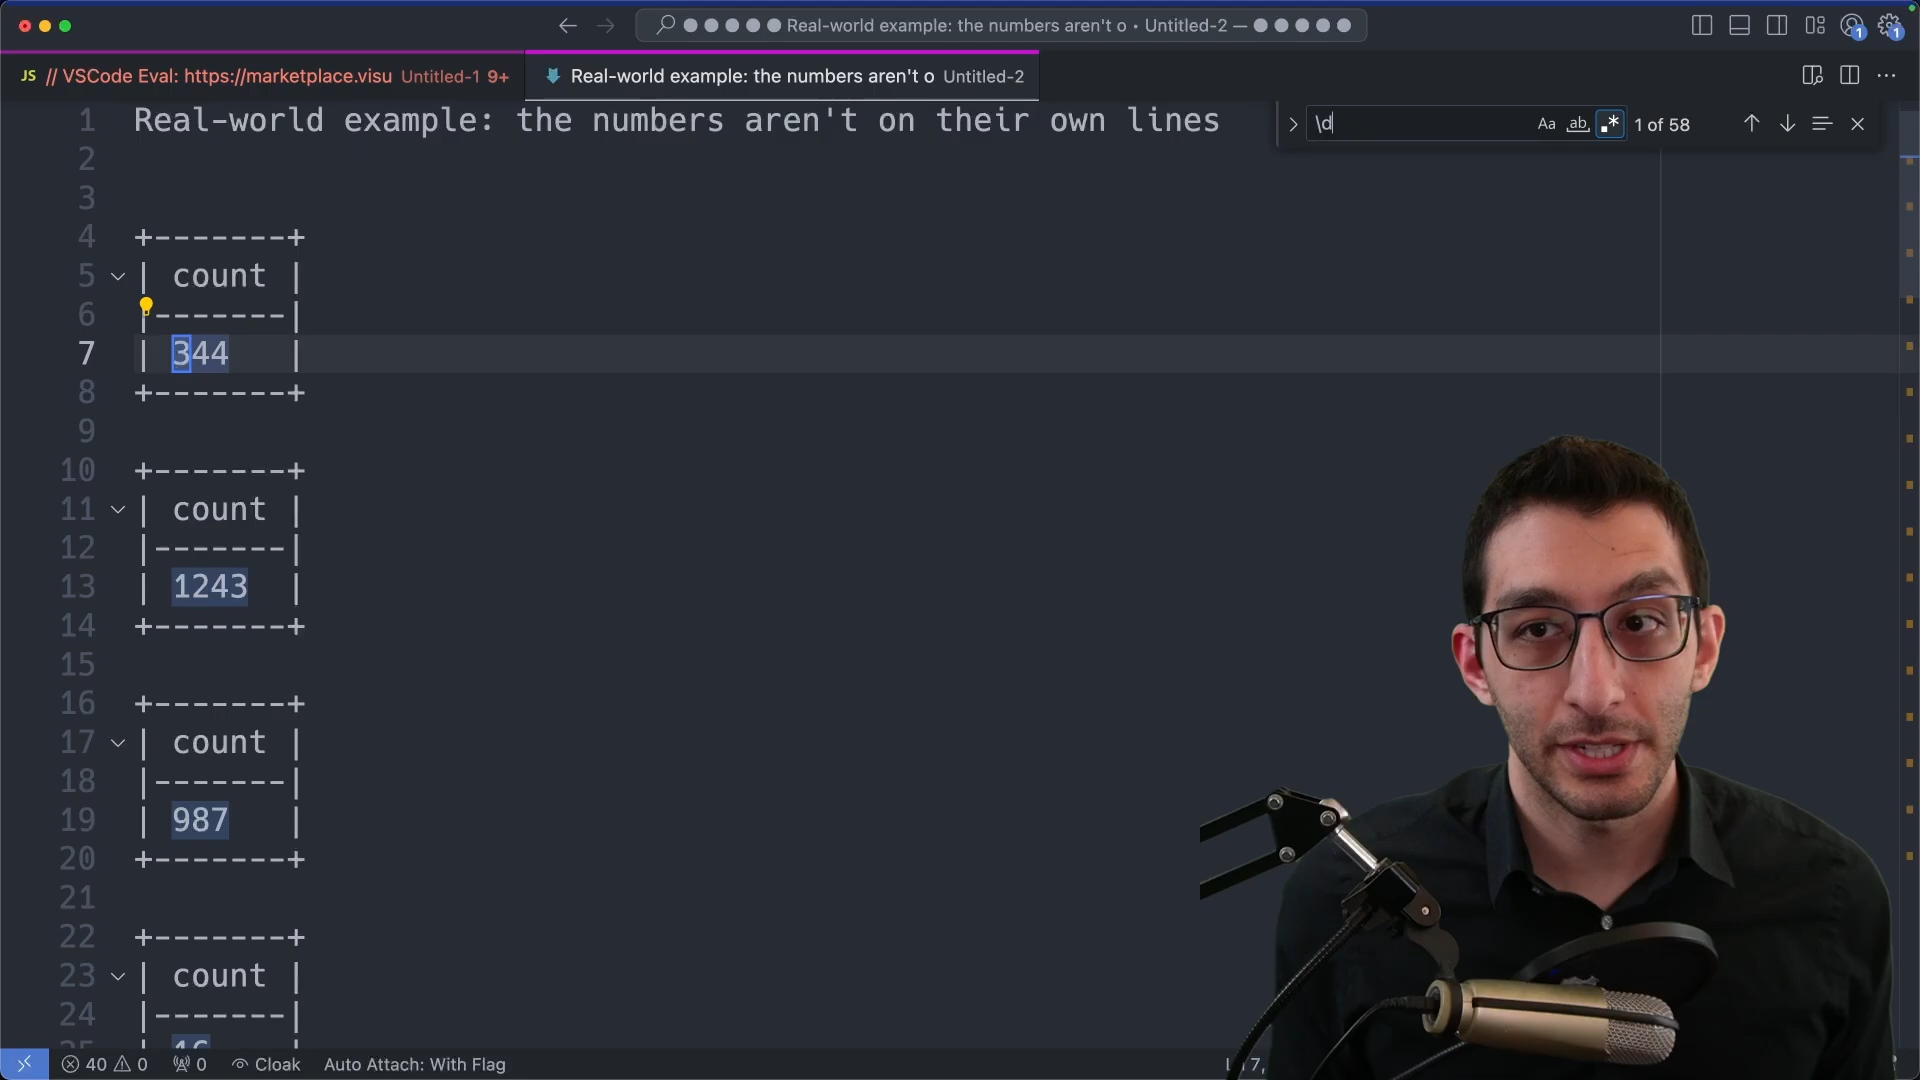 Real-world example: the numbers aren't o • Untitled-2 —
JS // VSCode Eval: https://marketplace.visu Untitled-1 9+
Real-world example: the numbers aren't o Untitled-2
\d
Aa ab .* 1 of 58
1 Real-world example: the numbers aren't on their own lines
2
3
4 +-------+
5 | count |
6 |-------|
7 | 344 |
8 +-------+
9
10 +-------+
11 | count |
12 |-------|
13 | 1243 |
14 +-------+
15
16 +-------+
17 | count |
18 |-------|
19 | 987 |
20 +-------+
21
22 +-------+
23 | count |
24 |-------|
40 0 0 Cloak Auto Attach: With Flag